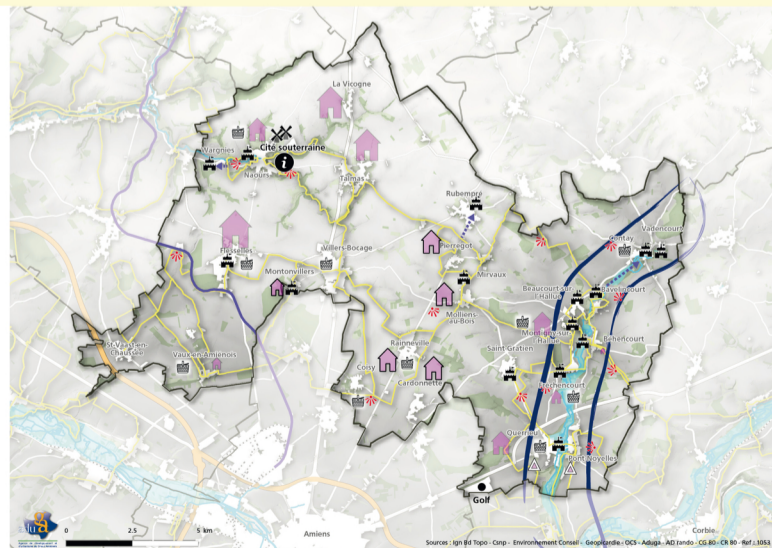 La Vicogne
Wargnies
Cité souterraine
i
Naours
Talmas
Rubempré
Vadencourt
Contay
Flesselles
Villers-Bocage
Pierregot
Montonvillers
Mirvaux
Beaucourt-sur
l'Hallue
Bavelincourt
Molliens
au-Bois
Montigny-sur
Hallue
Béhencourt
St-Vaast-en-
Chaussée
Vaux-en-Amienois
Rainneville
Saint-Gratien
Coisy
Cardonnette
Fréchencourt
Querrieu
Pont-Noyelles
Golf
0 2.5 5 km
Amiens
Corbie
Sources : Ign Bd Topo - Csnp - Environnement Conseil - Géopicardie - OCS - Aduga - AD Jando - CG 80 - CR 80 - Ref : J053